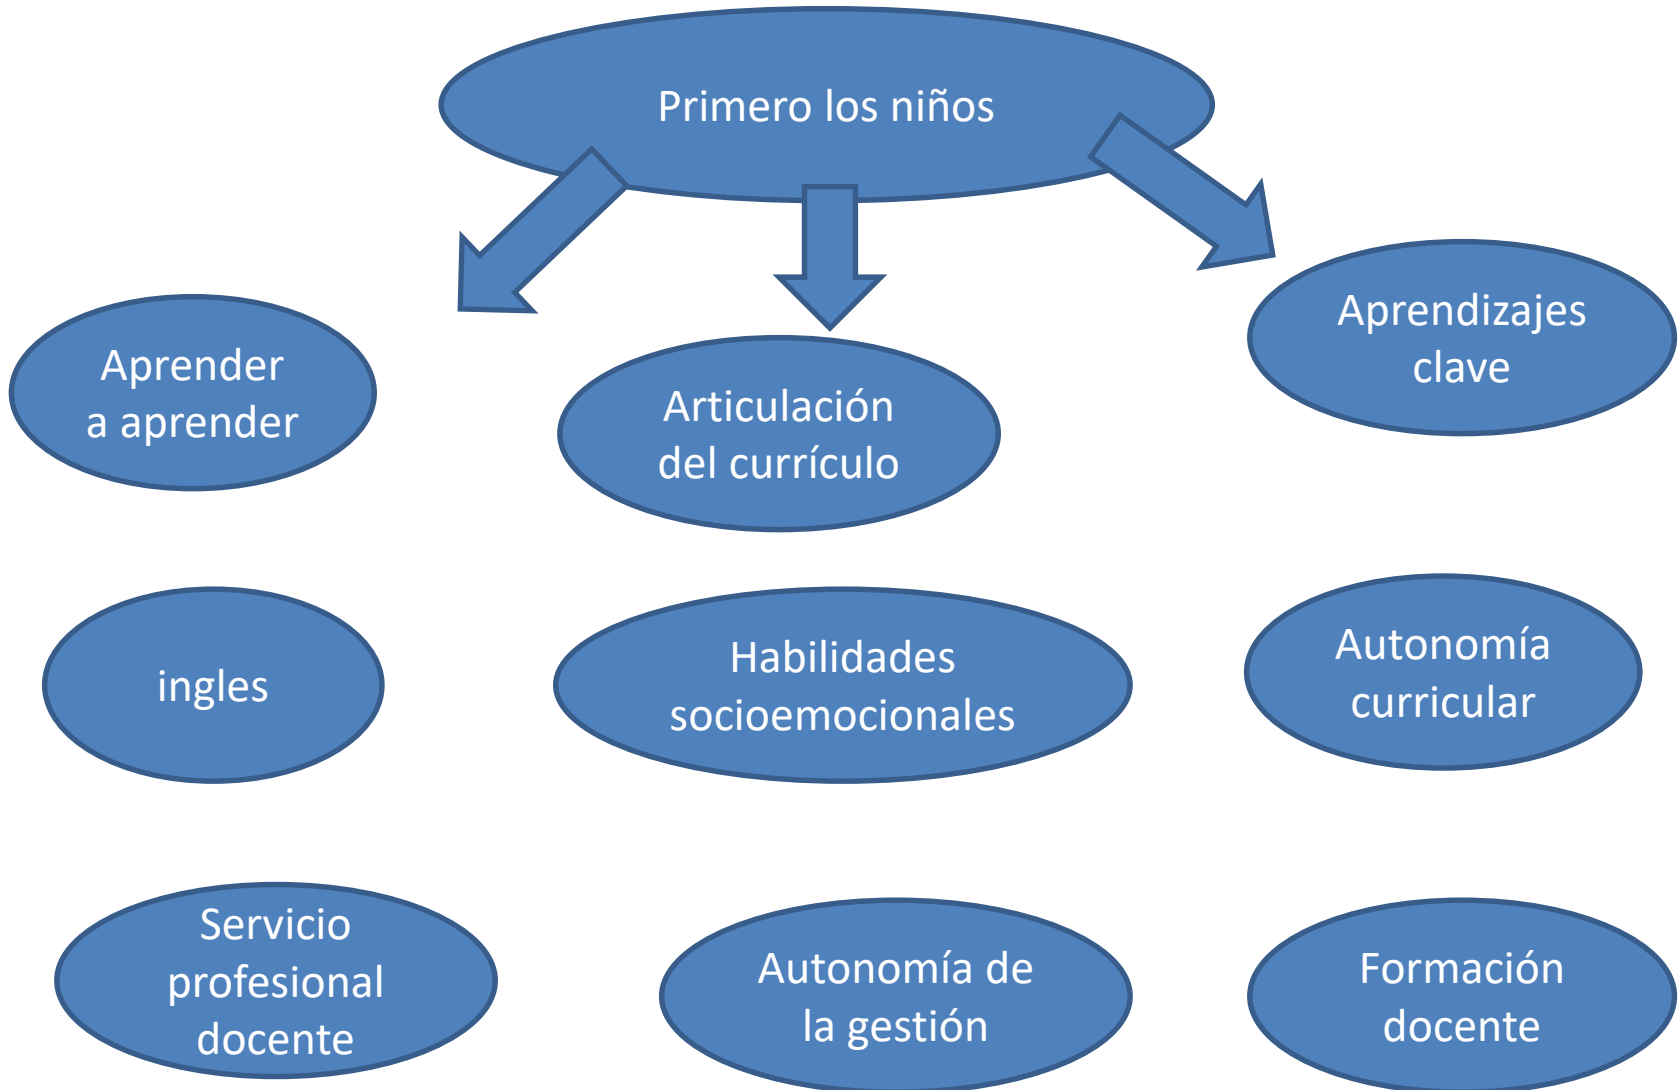 Primero los niños
Aprender
a aprender
Articulación
del currículo
Aprendizajes
clave
ingles
Habilidades
socioemocionales
Autonomía
curricular
Servicio
profesional
docente
Autonomía de
la gestión
Formación
docente